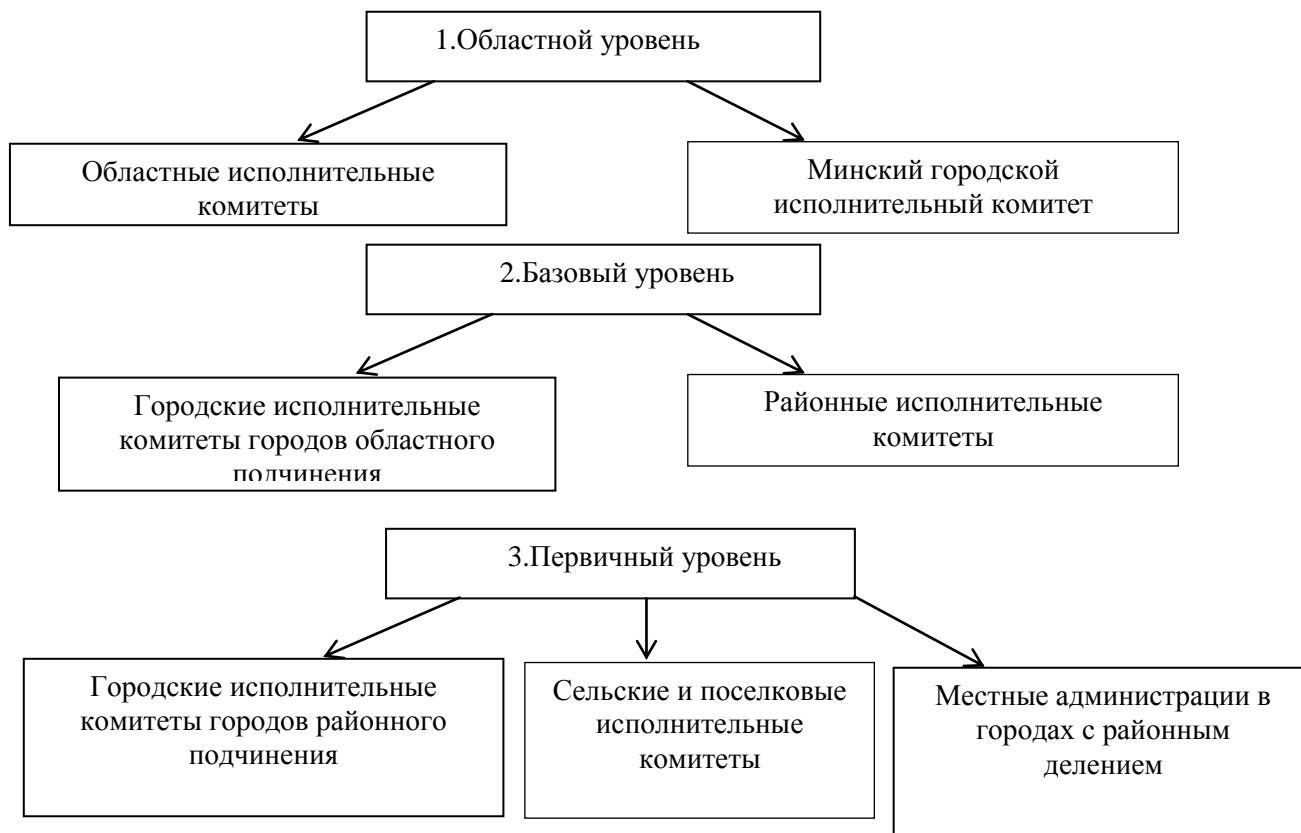 1.Областной уровень
Областные исполнительные
комитеты
Минский городской
исполнительный комитет
2.Базовый уровень
Городские исполнительные
комитеты городов областного
подчинения
Районные исполнительные
комитеты
3.Первичный уровень
Городские исполнительные
комитеты городов районного
подчинения
Сельские и поселковые
исполнительные
комитеты
Местные администрации в
городах с районным
делением